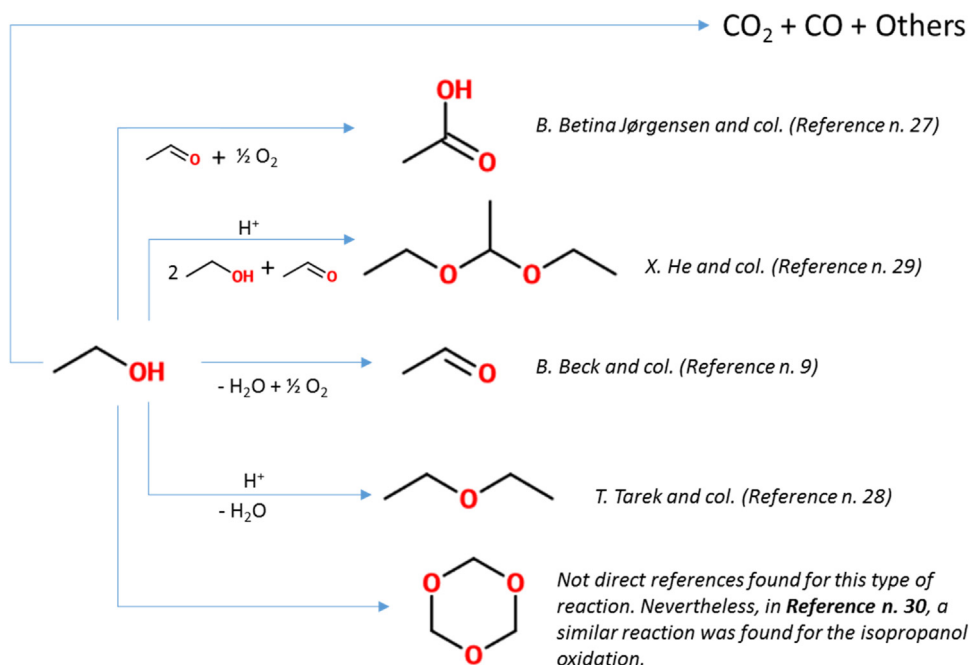 CO₂ + CO + Others
OH
O
B. Betina Jørgensen and col. (Reference n. 27)
O + ½ O₂
H⁺
2 OH + O
O O
X. He and col. (Reference n. 29)
OH
- H₂O + ½ O₂
O
B. Beck and col. (Reference n. 9)
H⁺
- H₂O
O
T. Tarek and col. (Reference n. 28)
O O
O
Not direct references found for this type of
reaction. Nevertheless, in Reference n. 30, a
similar reaction was found for the isopropanol
oxidation.